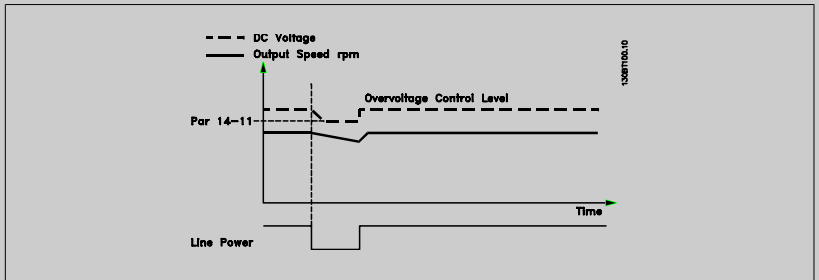 DC Voltage
Output Speed rpm
130BT100.10
Overvoltage Control Level
Par 14-11
Time
Line Power